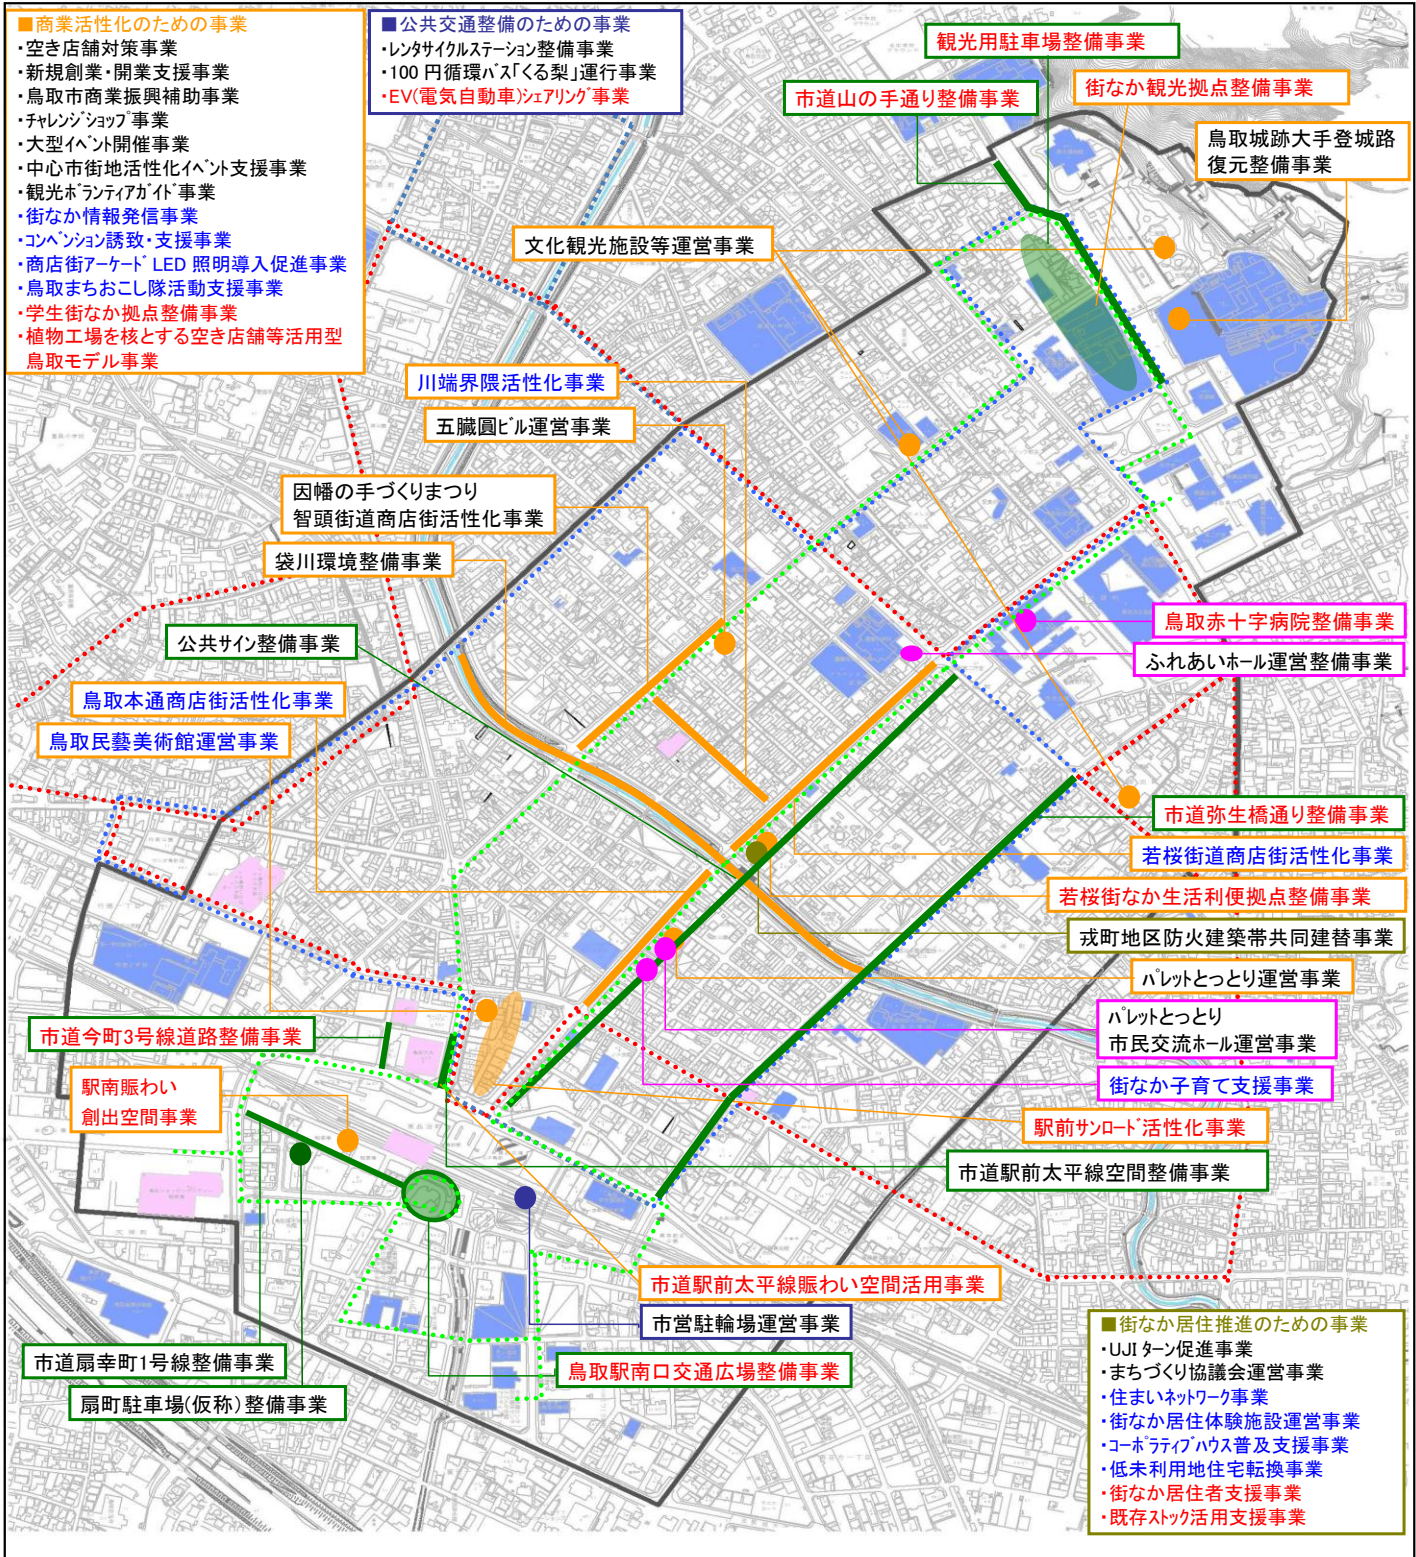 ■商業活性化のための事業
・空き店舗対策事業
・新規創業・開業支援事業
・鳥取市商業振興補助事業
・ﾁｬﾚﾝｼﾞｼｮｯﾌﾟ事業
・大型ｲﾍﾞﾝﾄ開催事業
・中心市街地活性化ｲﾍﾞﾝﾄ支援事業
・観光ﾎﾞﾗﾝﾃｨｱｶﾞｲﾄﾞ事業
・街なか情報発信事業
・ｺﾝﾍﾞﾝｼｮﾝ誘致・支援事業
・商店街ｱｰｹｰﾄﾞ LED 照明導入促進事業
・鳥取まちおこし隊活動支援事業
・学生街なか拠点整備事業
・植物工場を核とする空き店舗等活用型
鳥取モデル事業
■公共交通整備のための事業
・ﾚﾝﾀｻｲｸﾙｽﾃｰｼｮﾝ整備事業
・100 円循環ﾊﾞｽ｢くる梨｣運行事業
・EV(電気自動車)ｼｪｱﾘﾝｸﾞ事業
観光用駐車場整備事業
街なか観光拠点整備事業
市道山の手通り整備事業
鳥取城跡大手登城路
復元整備事業
文化観光施設等運営事業
川端界隈活性化事業
五臓圓ﾋﾞﾙ運営事業
因幡の手づくりまつり
智頭街道商店街活性化事業
袋川環境整備事業
公共ｻｲﾝ整備事業
鳥取本通商店街活性化事業
鳥取民藝美術館運営事業
鳥取赤十字病院整備事業
ふれあいﾎｰﾙ運営整備事業
市道弥生橋通り整備事業
若桜街道商店街活性化事業
若桜街なか生活利便拠点整備事業
戎町地区防火建築帯共同建替事業
ﾊﾟﾚｯﾄとっとり運営事業
ﾊﾟﾚｯﾄとっとり
市民交流ﾎｰﾙ運営事業
街なか子育て支援事業
市道今町3号線道路整備事業
駅南賑わい
創出空間事業
駅前ｻﾝﾛｰﾄﾞ活性化事業
市道駅前太平線空間整備事業
市道駅前太平線賑わい空間活用事業
市営駐輪場運営事業
鳥取駅南口交通広場整備事業
市道扇幸町1号線整備事業
扇町駐車場(仮称)整備事業
■街なか居住推進のための事業
・UJI ﾀｰﾝ促進事業
・まちづくり協議会運営事業
・住まいﾈｯﾄﾜｰｸ事業
・街なか居住体験施設運営事業
・ｺｰﾎﾟﾗﾃｨﾌﾞﾊｳｽ普及支援事業
・低未利用地住宅転換事業
・街なか居住者支援事業
・既存ｽﾄｯｸ活用支援事業